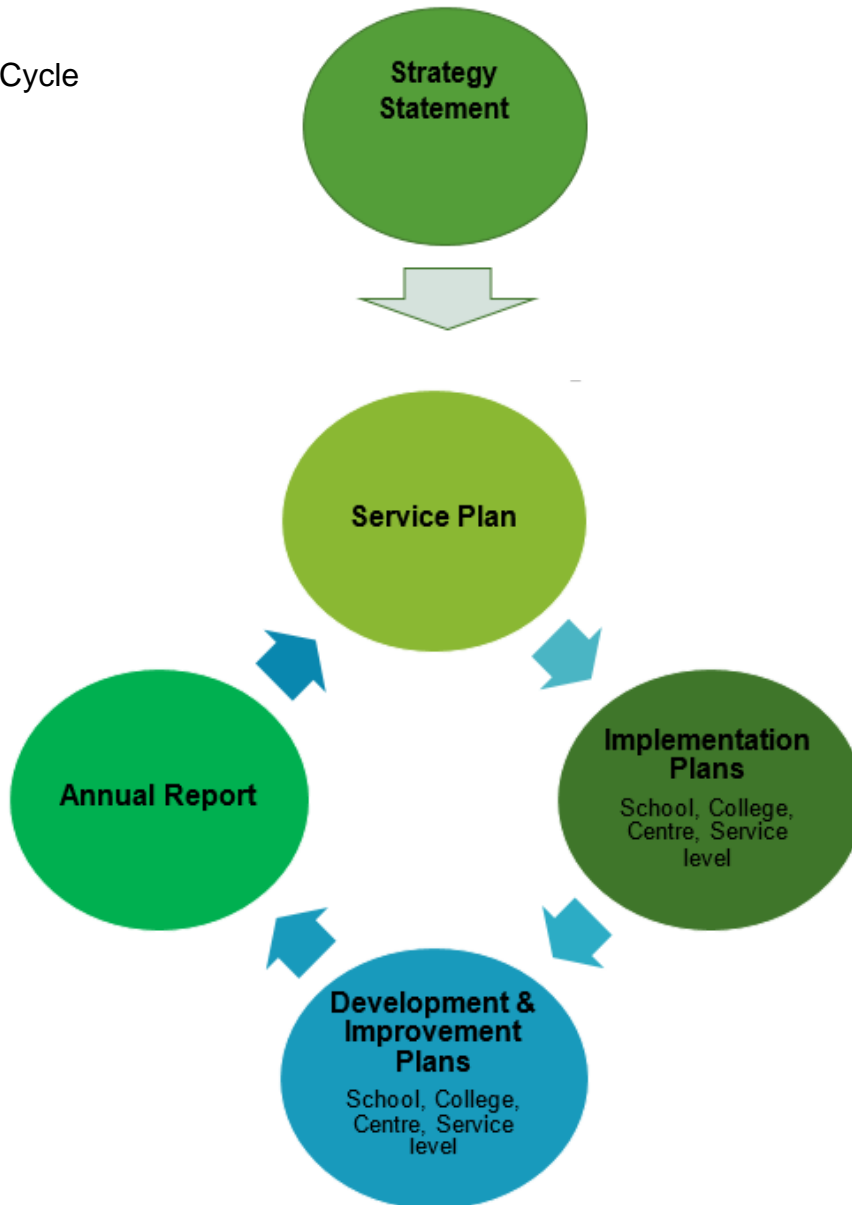 Cycle
Strategy
Statement
Service Plan
Implementation
Plans
School, College,
Centre, Service
level
Annual Report
Development &
Improvement
Plans
School, College,
Centre, Service
level